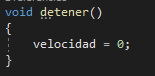 void detener()
{
velocidad = 0;
}